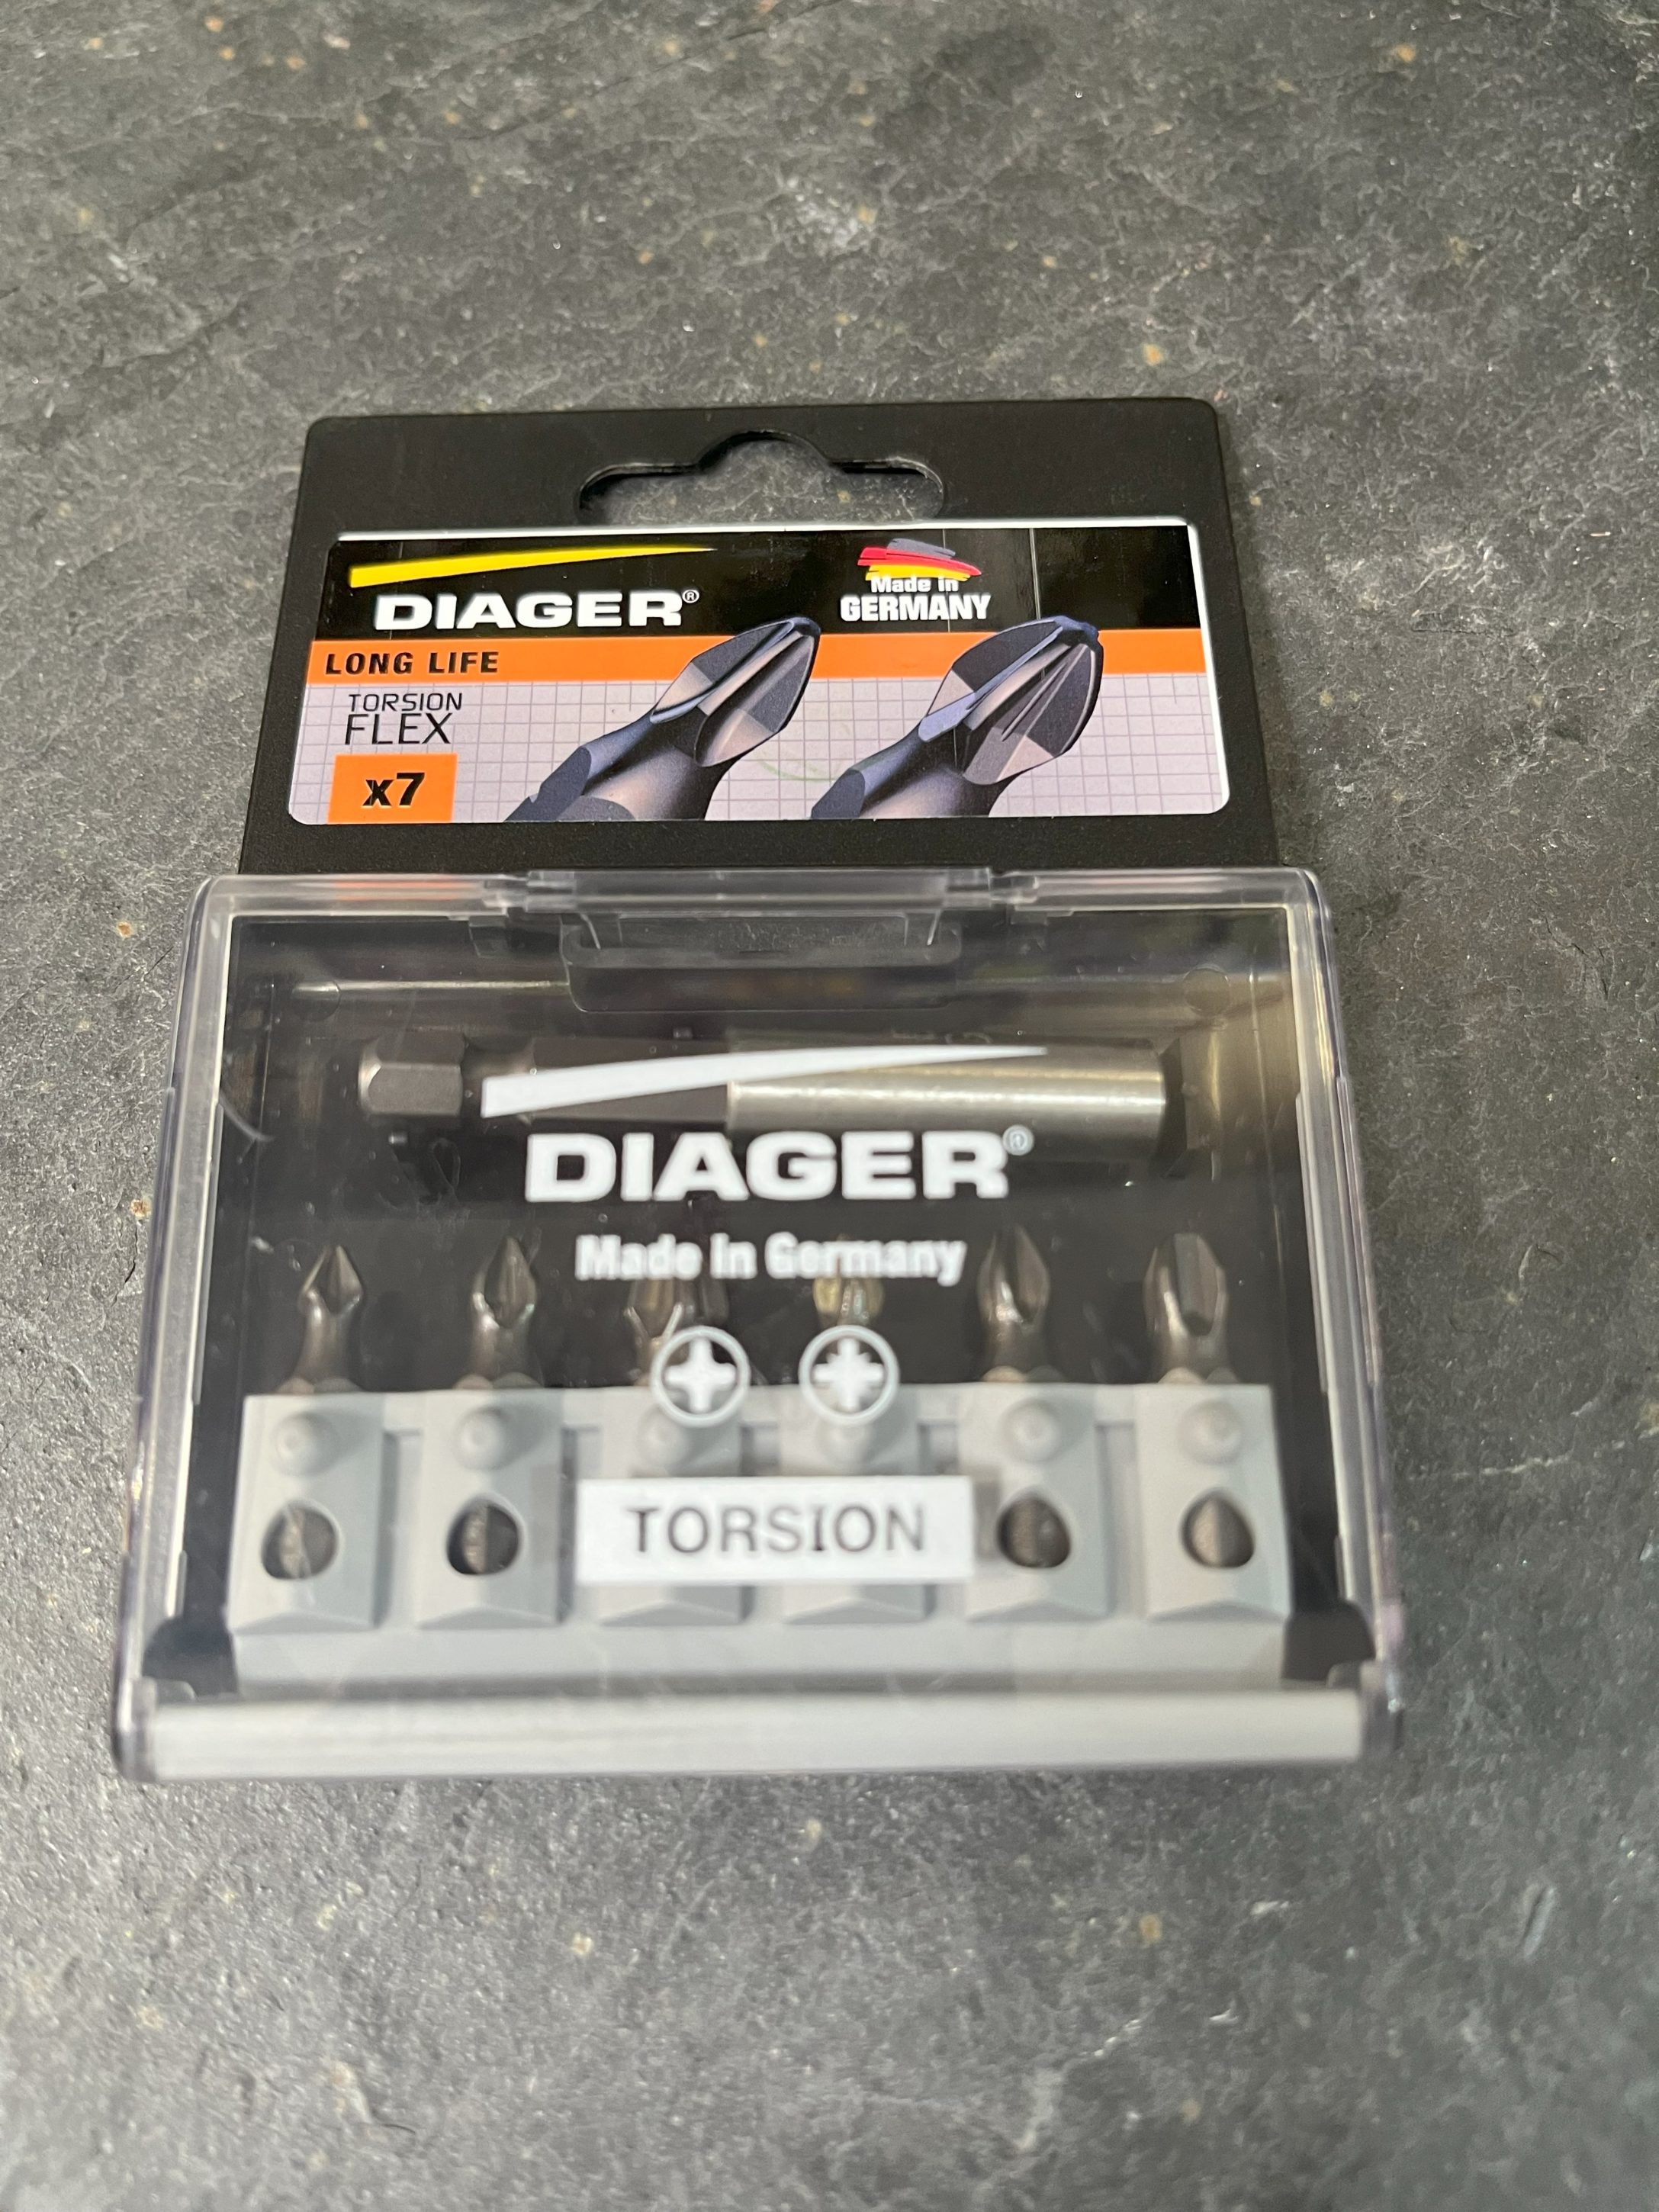 DIAGER®
Made in
GERMANY
LONG LIFE
TORSION
FLEX
x7
DIAGER®
Made in Germany
TORSION